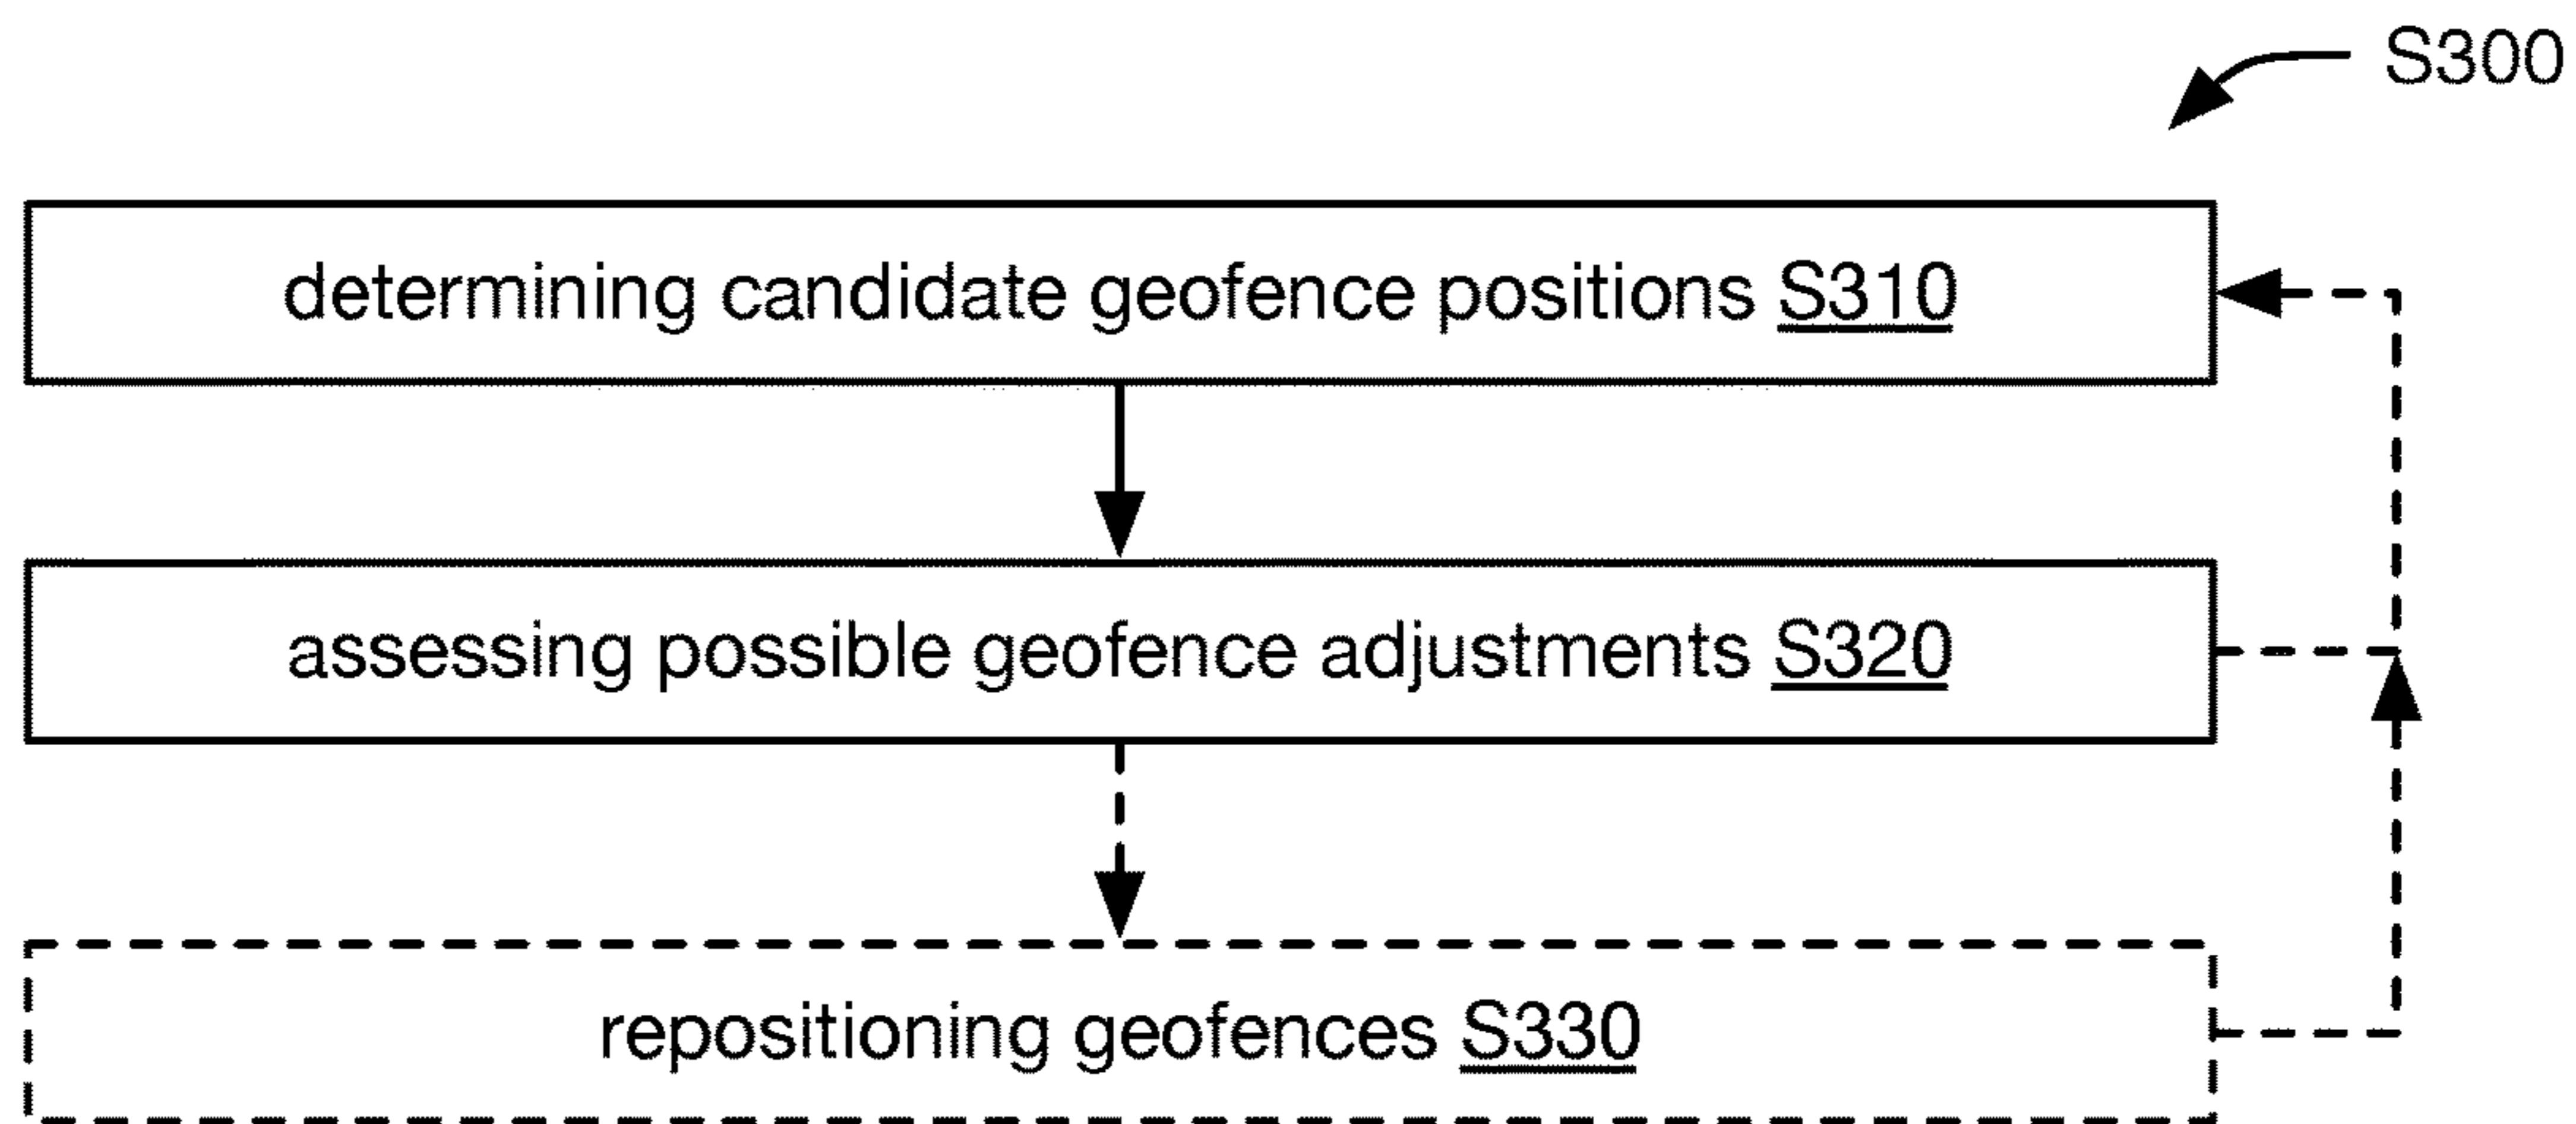 S300
determining candidate geofence positions S310
assessing possible geofence adjustments S320
repositioning geofences S330